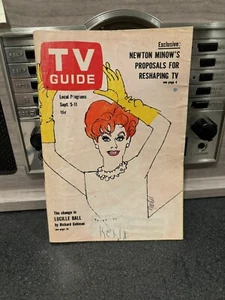 TV
GUIDE
Local Programs
Sept. 5-11
15¢
Exclusive:
NEWTON MINOW'S
PROPOSALS FOR
RESHAPING TV
see page 6
The change in
LUCILLE BALL
by Richard Gehman
see page 16